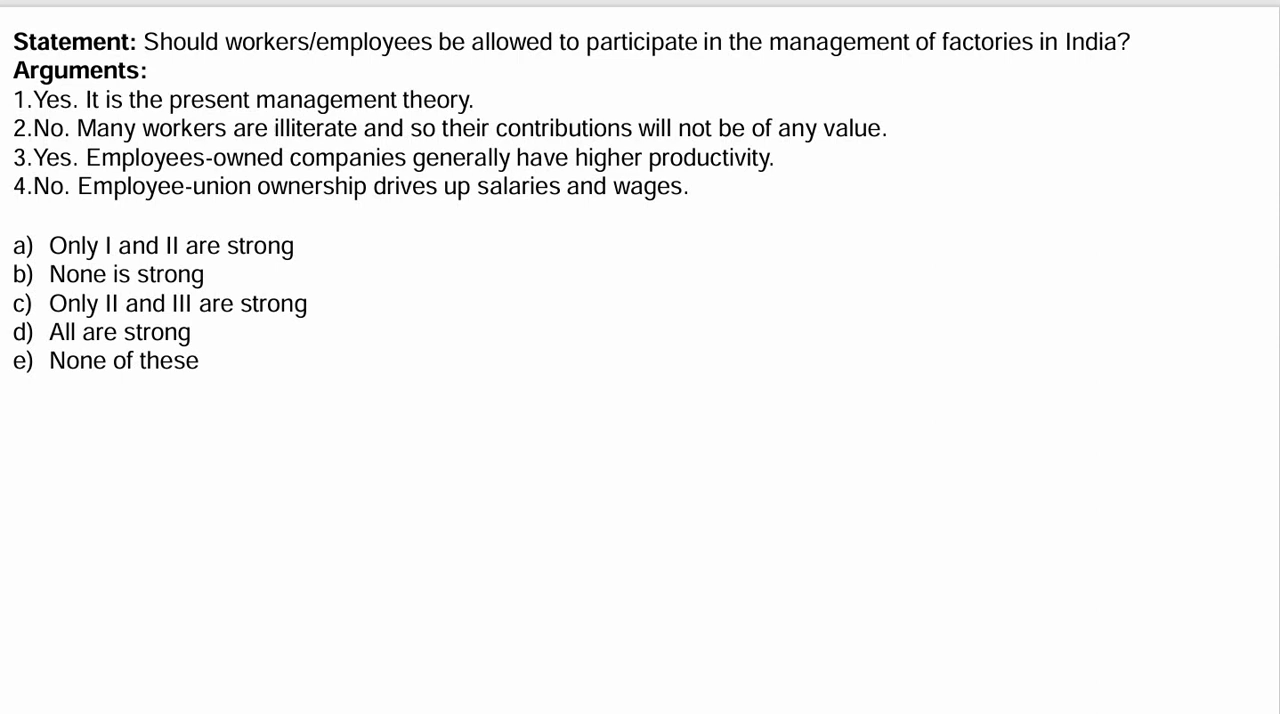 Statement: Should workers/employees be allowed to participate in the management of factories in India?
Arguments:
1.Yes. It is the present management theory.
2.No. Many workers are illiterate and so their contributions will not be of any value.
3.Yes. Employees-owned companies generally have higher productivity.
4.No. Employee-union ownership drives up salaries and wages.
a) Only I and II are strong
b) None is strong
c) Only II and III are strong
d) All are strong
e) None of these